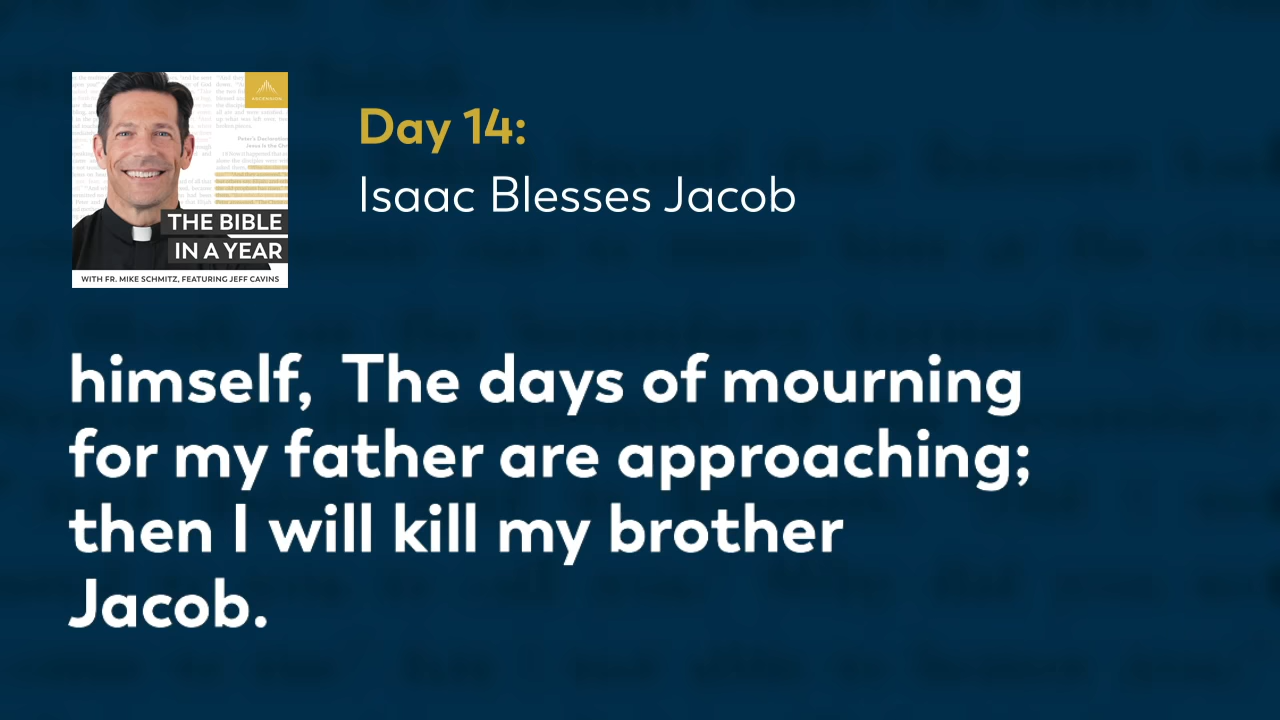 ASCENSION
THE BIBLE
IN A YEAR
WITH FR. MIKE SCHMITZ, FEATURING JEFF CAVINS
Day 14:
Isaac Blesses Jacob
himself, The days of mourning
for my father are approaching;
then I will kill my brother
Jacob.